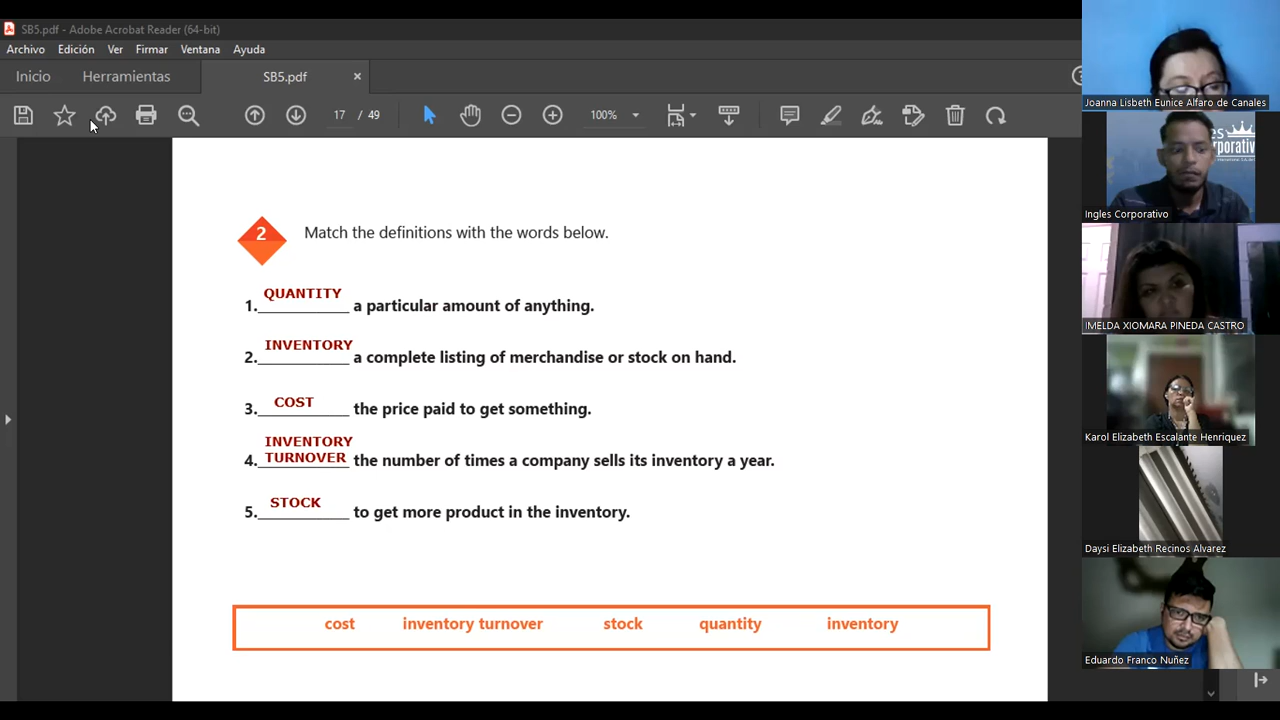 SB5.pdf - Adobe Acrobat Reader (64-bit)
Archivo Edición Ver Firmar Ventana Ayuda
Inicio Herramientas SB5.pdf ×
17 / 49 100%
2 Match the definitions with the words below.
QUANTITY
1.___________ a particular amount of anything.
INVENTORY
2.___________ a complete listing of merchandise or stock on hand.
COST
3.___________ the price paid to get something.
INVENTORY
TURNOVER
4.___________ the number of times a company sells its inventory a year.
STOCK
5.___________ to get more product in the inventory.
cost inventory turnover stock quantity inventory
Joanna Lisbeth Eunice Alfaro de Canales
Ingles Corporativo
IMELDA XIOMARA PINEDA CASTRO
Karol Elizabeth Escalante Henriquez
Daysi Elizabeth Recinos Alvarez
Eduardo Franco Nuñez